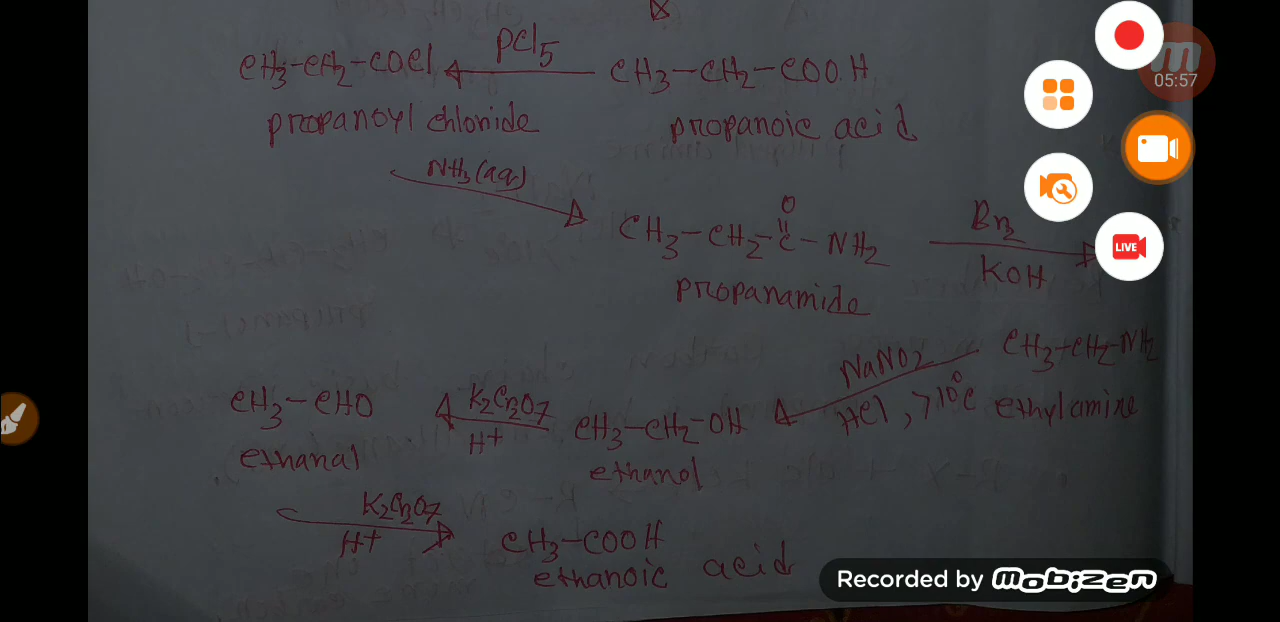 CH3-CH2-COCl PCl5 CH3-CH2-COO.H
propanoyl chloride propanoic acid
NH3(aq)
O
CH3-CH2-C-NH2 Br2
KOH
propanamide
CH3-CH2-NH2
ethylamine
NaNO2
HCl, >10°C
CH3-CHO K2Cr2O7 CH3-CH2-OH
H+
ethanal ethanol
K2Cr2O7
H+ CH3-COOH
ethanoic acid
05:57
LIVE
Recorded by mobizen